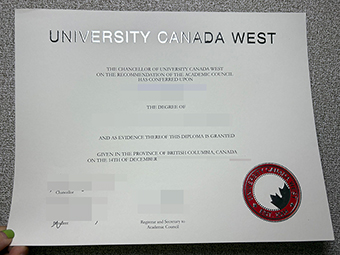 UNIVERSITY CANADA WEST
THE CHANCELLOR OF UNIVERSITY CANADA WEST
ON THE RECOMMENDATION OF THE ACADEMIC COUNCIL
HAS CONFERRED UPON
THE DEGREE OF
AND AS EVIDENCE THEREOF THIS DIPLOMA IS GRANTED
GIVEN IN THE PROVINCE OF BRITISH COLUMBIA, CANADA
ON THE 16TH OF DECEMBER
Chancellor
Registrar and Secretary to
Academic Council